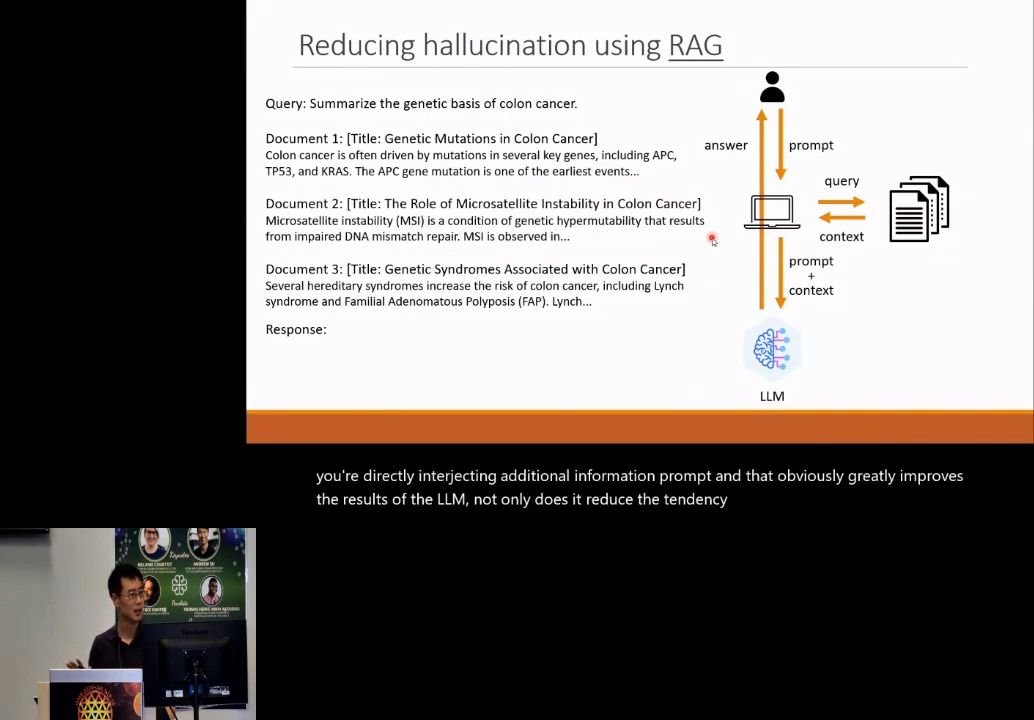 Reducing hallucination using RAG
Query: Summarize the genetic basis of colon cancer.
Document 1: [Title: Genetic Mutations in Colon Cancer]
Colon cancer is often driven by mutations in several key genes, including APC,
TP53, and KRAS. The APC gene mutation is one of the earliest events...
Document 2: [Title: The Role of Microsatellite Instability in Colon Cancer]
Microsatellite instability (MSI) is a condition of genetic hypermutability that results
from impaired DNA mismatch repair. MSI is observed in...
Document 3: [Title: Genetic Syndromes Associated with Colon Cancer]
Several hereditary syndromes increase the risk of colon cancer, including Lynch
syndrome and Familial Adenomatous Polyposis (FAP). Lynch...
Response:
answer
prompt
query
context
prompt
+
context
LLM
you're directly interjecting additional information prompt and that obviously greatly improves
the results of the LLM, not only does it reduce the tendency
MELANIE COURTOT
Keynotes
ANDREW SU
Panelists
ViewSonic